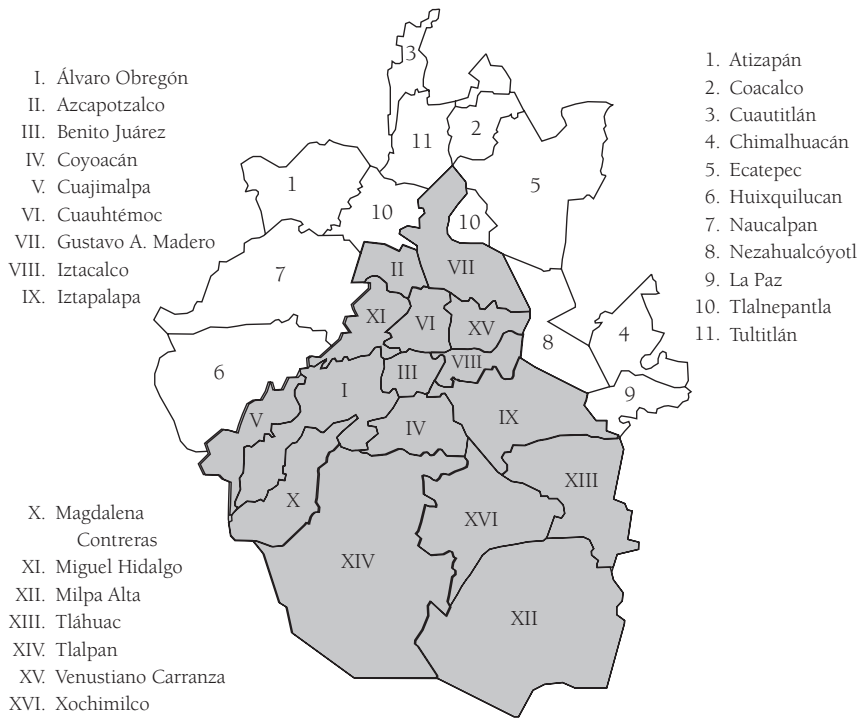 I. Álvaro Obregón
II. Azcapotzalco
III. Benito Juárez
IV. Coyoacán
V. Cuajimalpa
VI. Cuauhtémoc
VII. Gustavo A. Madero
VIII. Iztacalco
IX. Iztapalapa
1. Atizapán
2. Coacalco
3. Cuautitlán
4. Chimalhuacán
5. Ecatepec
6. Huixquilucan
7. Naucalpan
8. Nezahualcóyotl
9. La Paz
10. Tlalnepantla
11. Tultitlán
3
11
2
1
5
10
10
7
II
VII
XI
VI
XV
8
4
6
III
VIII
I
9
V
IV
IX
XIII
X
XVI
XIV
XII
X. Magdalena
Contreras
XI. Miguel Hidalgo
XII. Milpa Alta
XIII. Tláhuac
XIV. Tlalpan
XV. Venustiano Carranza
XVI. Xochimilco